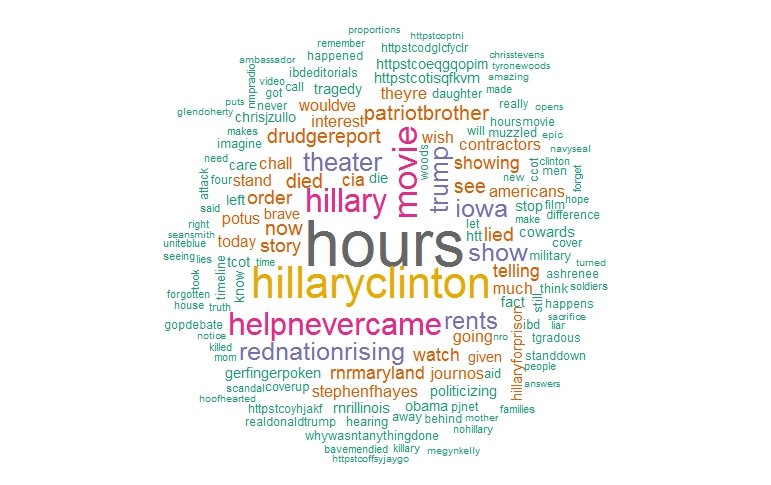 proportions
remember httpstcoptni
happened httpstcodglcfyclr
ambassador ibdeditorials httpstcoeqgqopim chrisstevens
nmpradio video call tragedy httpstcotisqfkvm tyronewoods
got theyre daughter amazing made
puts never wouldve patriotbrother really opens
glendoherty chrisjzullo interest hoursmovie
makes drudgereport movie wish will muzzled epic
imagine contractors navyseal
need care chall theater trump woods showing ccot clinton
attack four stand died cia die see new men
said left order hillary iowa americans hope forget
stop film
right potus brave now let make difference
seansmith today story hours htt lied cowards
uniteblue show military cover
seeing lies tcot time telling ashrenee turned
took timeline know hillaryclinton much think soldiers
forgotten fact still happens
house truth helpnevercame rents ibd liar sacrifice
gopdebate going nro hillaryforprison tgradous
notice rednationrising watch given standdown
killed mom people
gerfingerpoken rnrmaryland journos aid
scandal coverup stephenfhayes politicizing answers
hoofhearted
httpstcoyhjakf rnrillinois obama pjnet families
realdonaldtrump hearing away behind mother
whywasntanythingdone nohillary
bavemendied killary megynkelly
httpstcoffsyjaygo